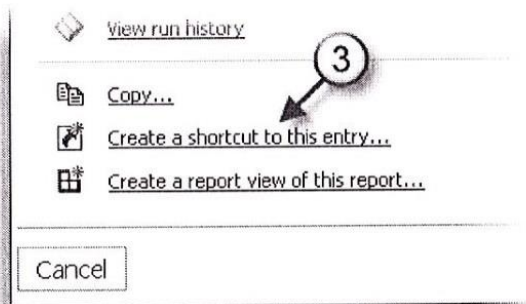 View run history
3
Copy...
Create a shortcut to this entry...
Create a report view of this report...
Cancel